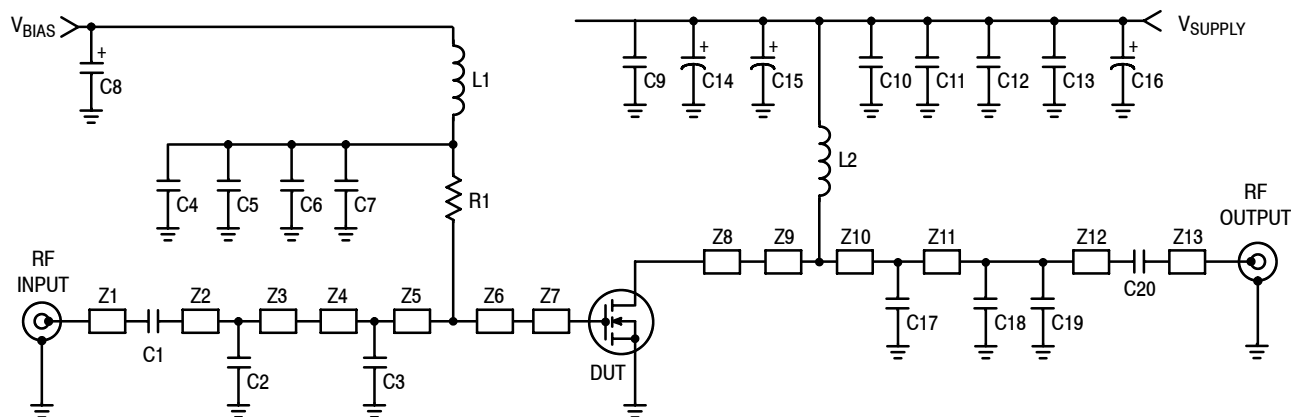 V_BIAS
+
C8
L1
C4
C5
C6
C7
R1
C9
+
C14
+
C15
C10
C11
C12
C13
+
C16
V_SUPPLY
L2
RF
INPUT
Z1
C1
Z2
C2
Z3
Z4
C3
Z5
Z6
Z7
DUT
Z8
Z9
Z10
C17
Z11
C18
C19
Z12
C20
Z13
RF
OUTPUT